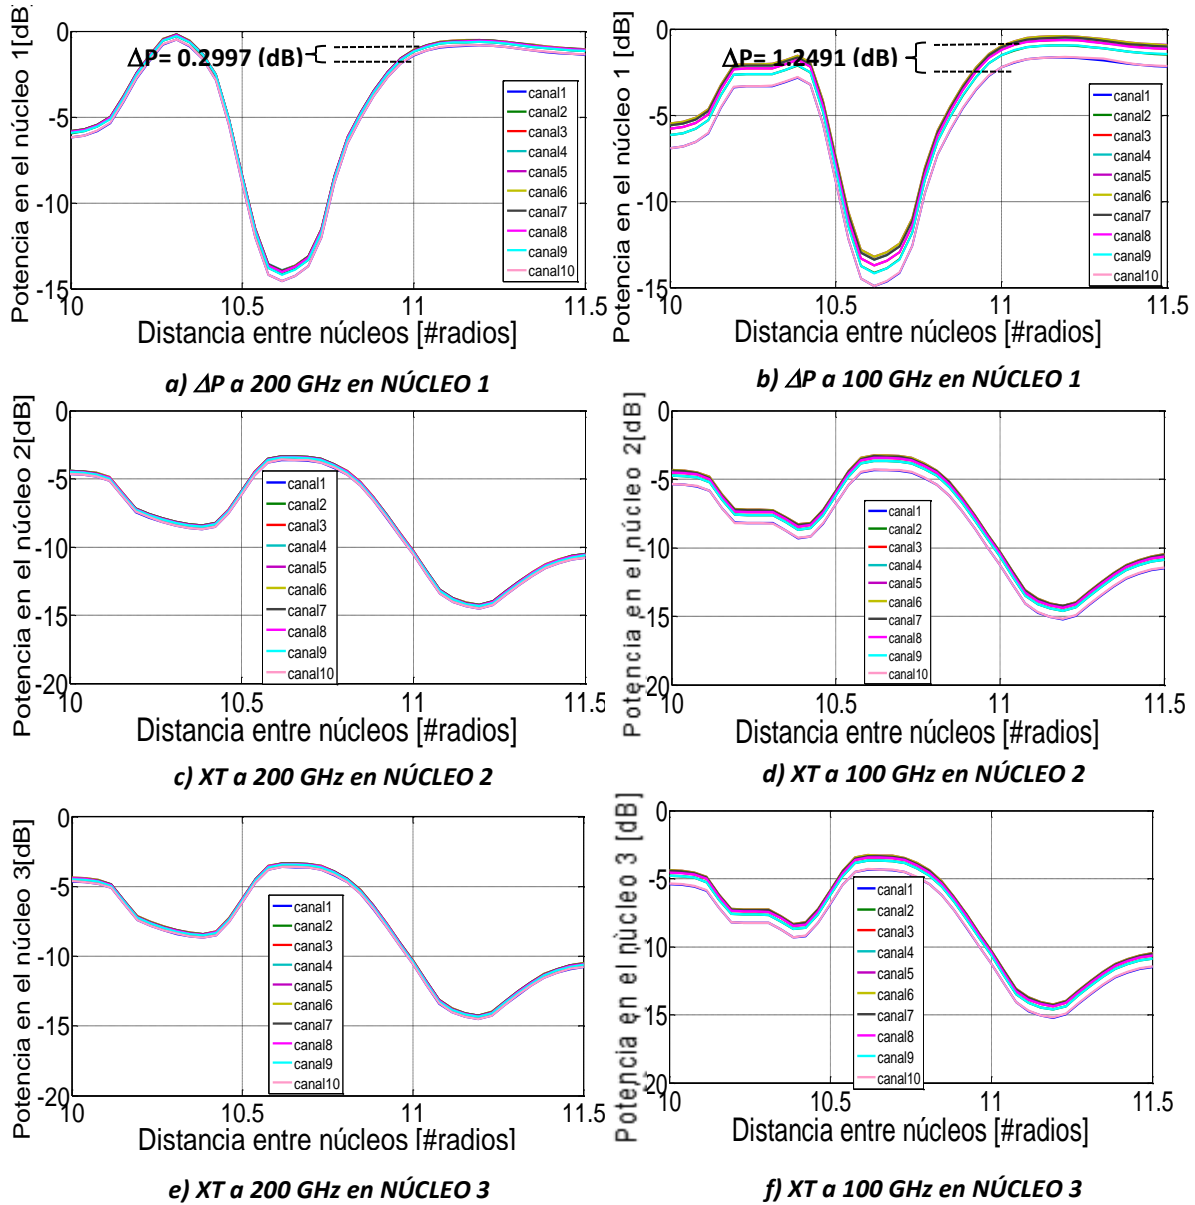 Potencia en el núcleo 1[dB]
0
-5
-10
-15
ΔP= 0.2997 (dB)
canal1
canal2
canal3
canal4
canal5
canal6
canal7
canal8
canal9
canal10
10
10.5
11
11.5
Distancia entre núcleos [#radios]
a) ΔP a 200 GHz en NÚCLEO 1
Potencia en el núcleo 1 [dB]
0
-5
-10
-15
ΔP= 1.2491 (dB)
canal1
canal2
canal3
canal4
canal5
canal6
canal7
canal8
canal9
canal10
10
10.5
11
11.5
Distancia entre núcleos [#radios]
b) ΔP a 100 GHz en NÚCLEO 1
Potencia en el núcleo 2[dB]
0
-5
-10
-15
-20
canal1
canal2
canal3
canal4
canal5
canal6
canal7
canal8
canal9
canal10
10
10.5
11
11.5
Distancia entre núcleos [#radios]
c) XT a 200 GHz en NÚCLEO 2
Potencia en el núcleo 2[dB]
0
-5
-10
-15
-20
canal1
canal2
canal3
canal4
canal5
canal6
canal7
canal8
canal9
canal10
10
10.5
11
11.5
Distancia entre núcleos [#radios]
d) XT a 100 GHz en NÚCLEO 2
Potencia en el núcleo 3[dB]
0
-5
-10
-15
-20
canal1
canal2
canal3
canal4
canal5
canal6
canal7
canal8
canal9
canal10
10
10.5
11
11.5
Distancia entre núcleos [#radios]
e) XT a 200 GHz en NÚCLEO 3
Potencia en el nùcleo 3 [dB]
0
-5
-10
-15
-20
canal1
canal2
canal3
canal4
canal5
canal6
canal7
canal8
canal9
canal10
10
10.5
11
11.5
Distancia entre núcleos [#radios]
f) XT a 100 GHz en NÚCLEO 3